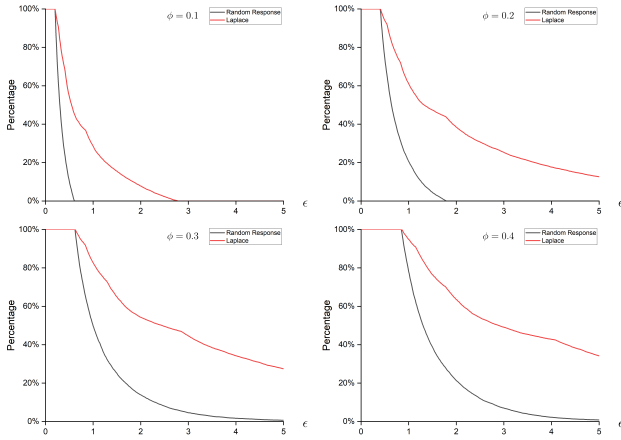 100%
ϕ = 0.1
Random Response
Laplace
80%
60%
40%
20%
0%
Percentage
0 1 2 3 4 5
ϵ
100%
ϕ = 0.2
Random Response
Laplace
80%
60%
40%
20%
0%
Percentage
0 1 2 3 4 5
ϵ
100%
ϕ = 0.3
Random Response
Laplace
80%
60%
40%
20%
0%
Percentage
0 1 2 3 4 5
ϵ
100%
ϕ = 0.4
Random Response
Laplace
80%
60%
40%
20%
0%
Percentage
0 1 2 3 4 5
ϵ